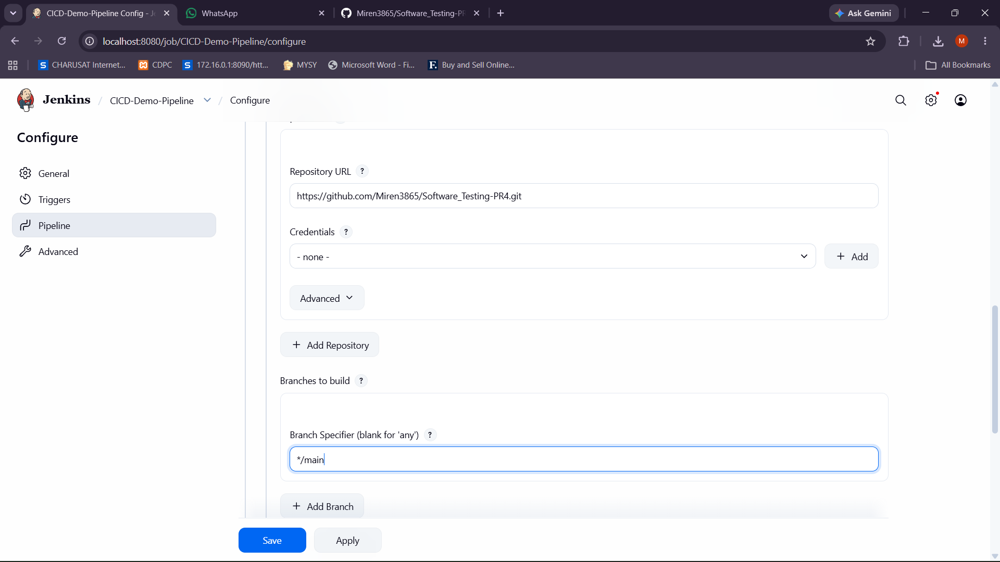 CICD-Demo-Pipeline Config - Je
WhatsApp
Miren3865/Software_Testing-PR
Ask Gemini
localhost:8080/job/CICD-Demo-Pipeline/configure
M
CHARUSAT Internet...
CDPC
172.16.0.1:8090/htt...
MYSY
Microsoft Word - Fi...
Buy and Sell Online...
All Bookmarks
Jenkins / CICD-Demo-Pipeline / Configure
Configure
General
Triggers
Pipeline
Advanced
Repository URL ?
https://github.com/Miren3865/Software_Testing-PR4.git
Credentials ?
- none -
+ Add
Advanced
+ Add Repository
Branches to build ?
Branch Specifier (blank for 'any') ?
*/main
+ Add Branch
Save
Apply